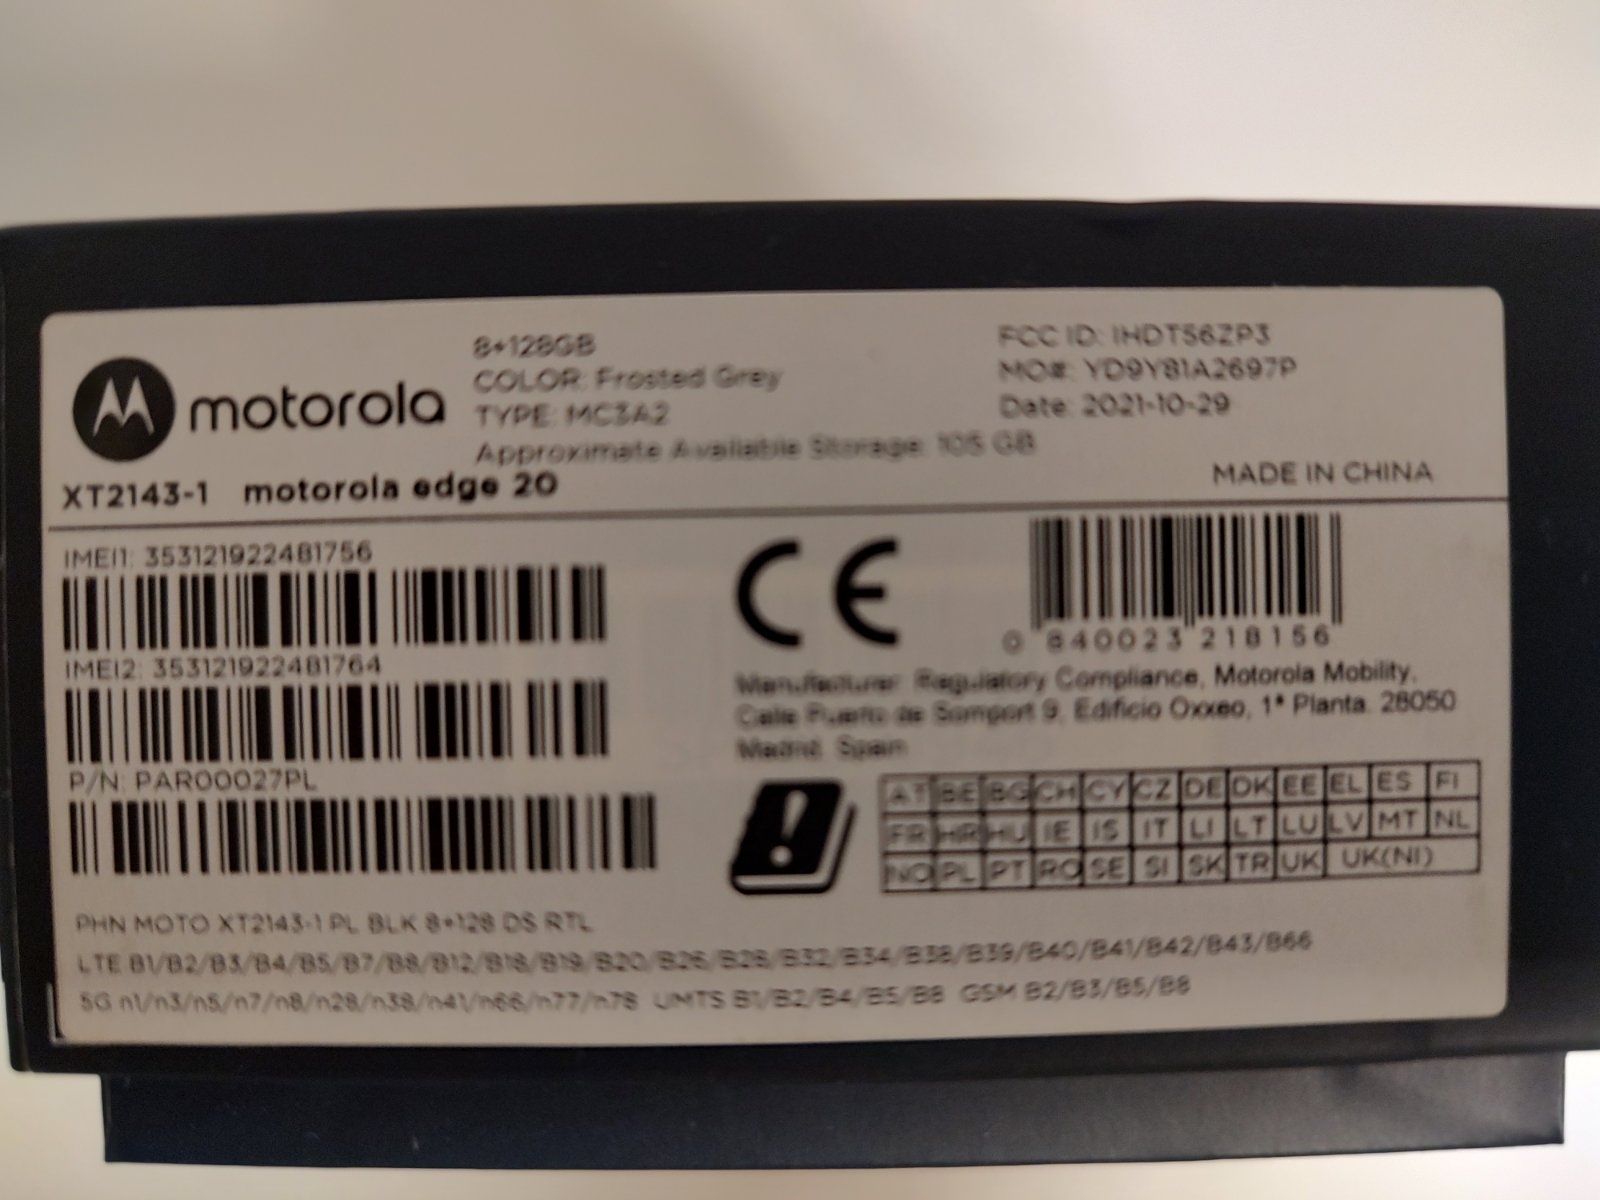 motorola
8+128GB
COLOR: Frosted Grey
TYPE: MC3A2
Approximate Available Storage: 105 GB
FCC ID: IHDT56ZP3
MO#: YD9Y81A2697P
Date: 2021-10-29
MADE IN CHINA
XT2143-1 motorola edge 20
IMEI1: 353121922481756
IMEI2: 353121922481764
P/N: PAR00027PL
CE
0 840023 218156
Manufacturer: Regulatory Compliance, Motorola Mobility,
Calle Puerto de Somport 9, Edificio Oxxeo, 1ª Planta. 28050
Madrid. Spain
AT BE BG CH CY CZ DE DK EE EL ES FI
FR HR HU IE IS IT LI LT LU LV MT NL
NO PL PT RO SE SI SK TR UK UK(NI)
PHN MOTO XT2143-1 PL BLK 8+128 DS RTL
LTE B1/B2/B3/B4/B5/B7/B8/B12/B18/B19/B20/B26/B28/B32/B34/B38/B39/B40/B41/B42/B43/B66
5G n1/n3/n5/n7/n8/n28/n38/n41/n66/n77/n78 UMTS B1/B2/B4/B5/B8 GSM B2/B3/B5/B8